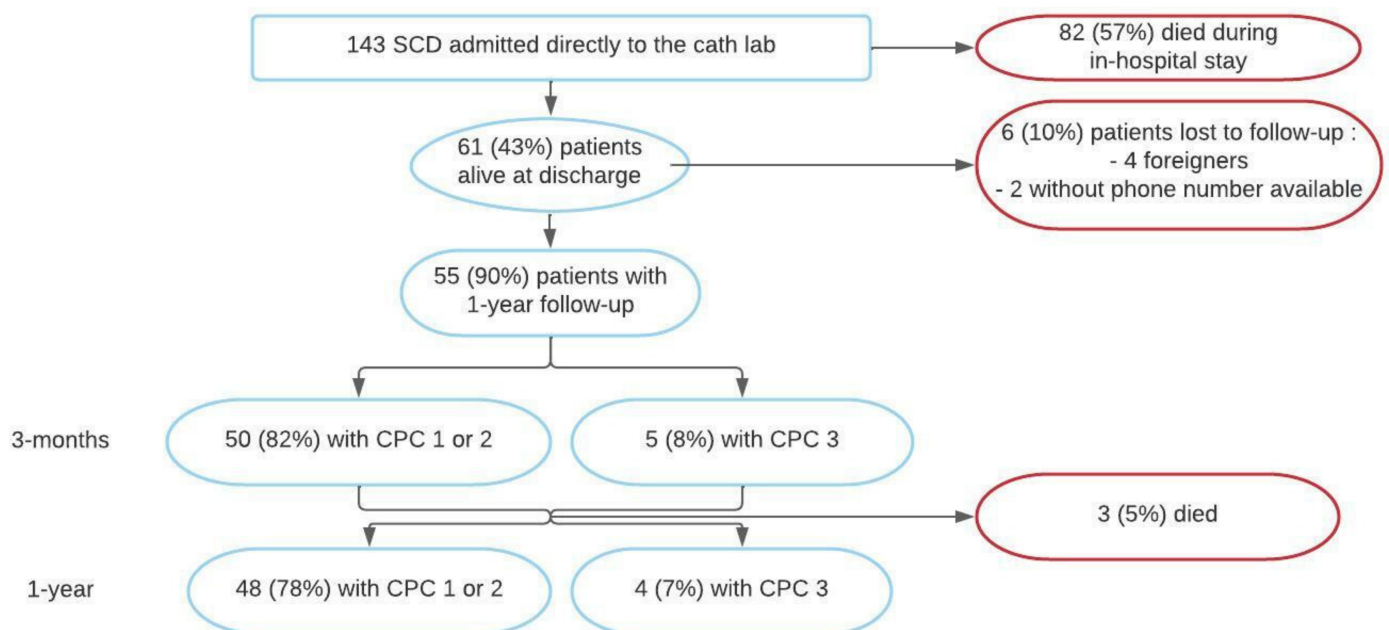 143 SCD admitted directly to the cath lab
82 (57%) died during
in-hospital stay
61 (43%) patients
alive at discharge
6 (10%) patients lost to follow-up :
- 4 foreigners
- 2 without phone number available
55 (90%) patients with
1-year follow-up
3-months
50 (82%) with CPC 1 or 2
5 (8%) with CPC 3
3 (5%) died
1-year
48 (78%) with CPC 1 or 2
4 (7%) with CPC 3